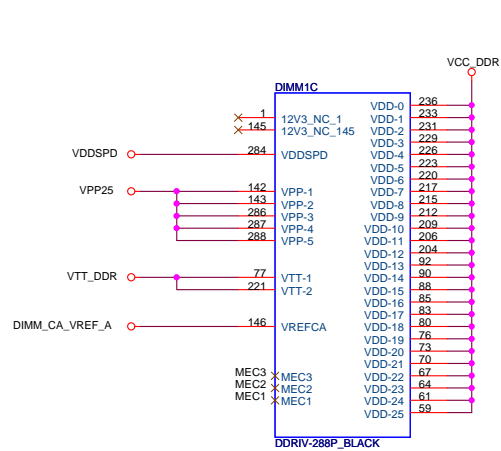 VCC_DDR
DIMM1C
1 12V3_NC_1 VDD-0 236
145 12V3_NC_145 VDD-1 233
VDD-2 231
VDD-3 229
VDDSPD 284 VDDSPD VDD-4 226
VDD-5 223
VDD-6 220
VPP25 142 VPP-1 VDD-7 217
143 VPP-2 VDD-8 215
286 VPP-3 VDD-9 212
287 VPP-4 VDD-10 209
288 VPP-5 VDD-11 206
VDD-12 204
VDD-13 92
VTT_DDR 77 VTT-1 VDD-14 90
221 VTT-2 VDD-15 88
VDD-16 85
VDD-17 83
DIMM_CA_VREF_A 146 VREFCA VDD-18 80
VDD-19 76
VDD-20 73
VDD-21 70
MEC3 MEC3 VDD-22 67
MEC2 MEC2 VDD-23 64
MEC1 MEC1 VDD-24 61
VDD-25 59
DDRIV-288P_BLACK